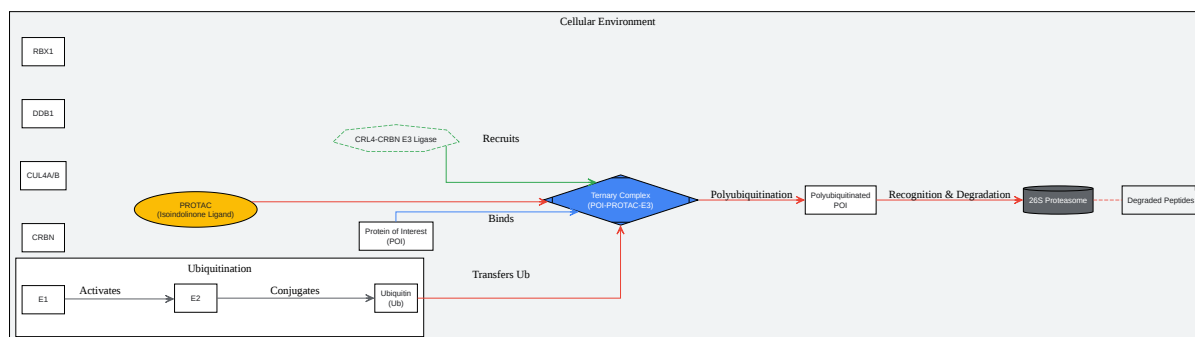 Cellular Environment
RBX1
DDB1
CRL4-CRBN E3 Ligase
Recruits
CUL4A/B
PROTAC
(Isoindolinone Ligand)
Ternary Complex
(POI-PROTAC-E3)
Polyubiquitination
Polyubiquitinated
POI
Recognition & Degradation
26S Proteasome
Degraded Peptides
Binds
CRBN
Protein of Interest
(POI)
Ubiquitination
Transfers Ub
E1
Activates
E2
Conjugates
Ubiquitin
(Ub)